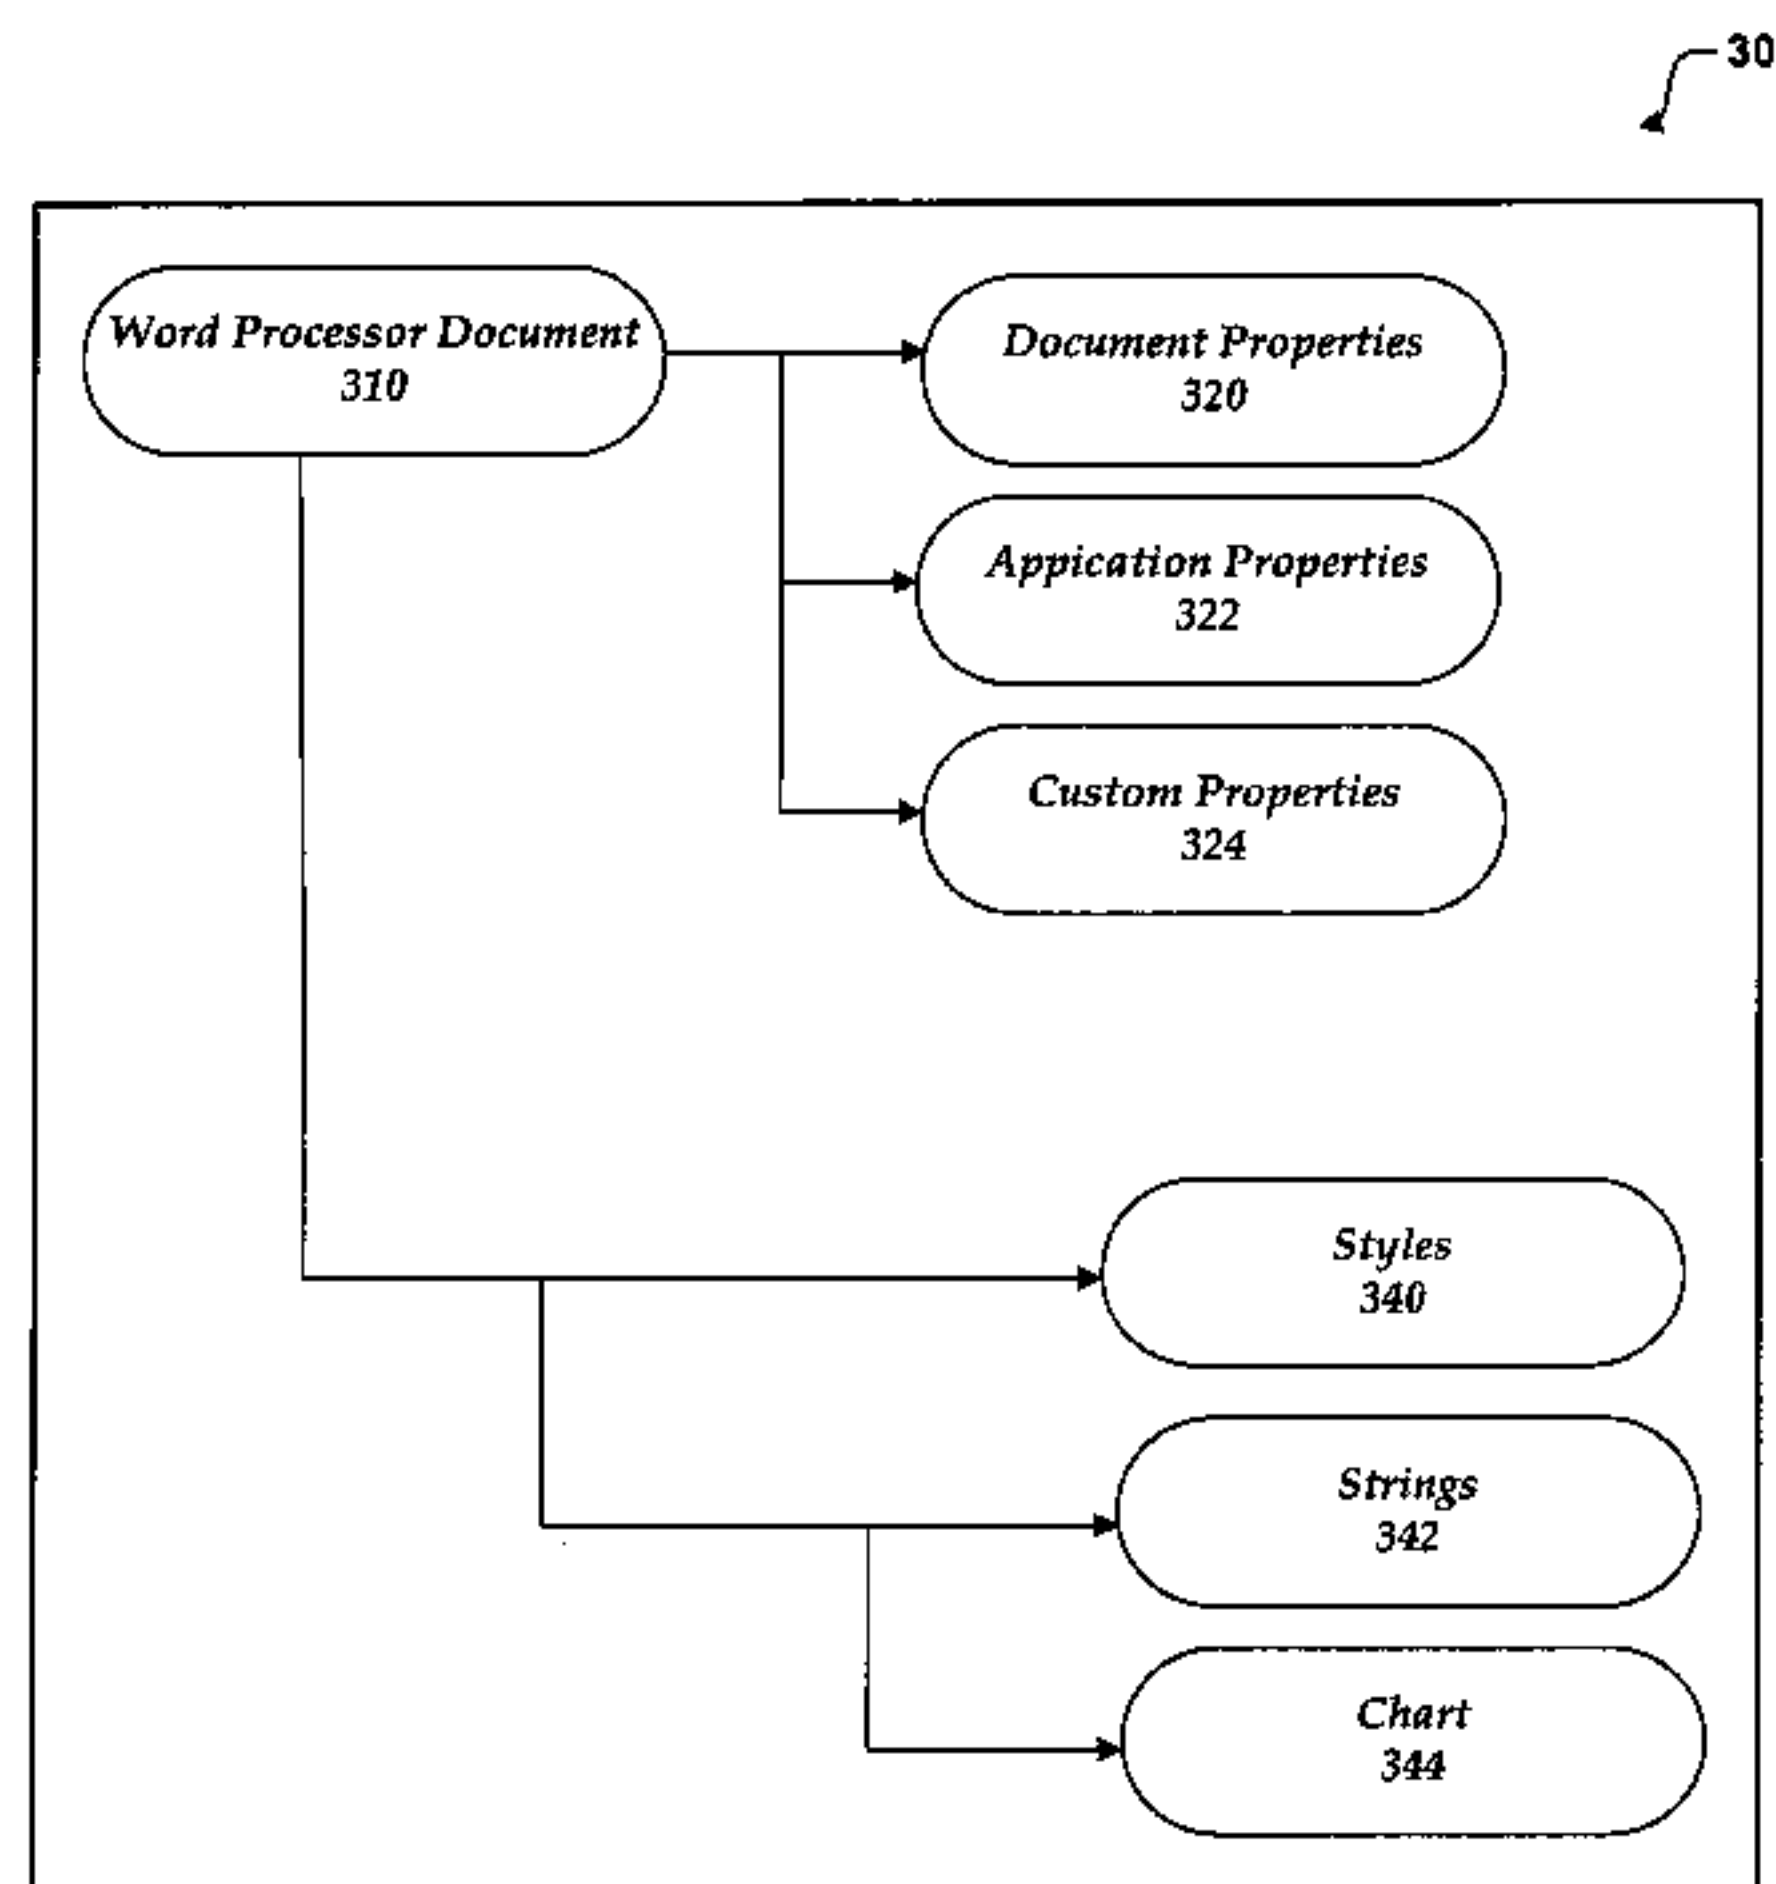 30
Word Processor Document
310
Document Properties
320
Appication Properties
322
Custom Properties
324
Styles
340
Strings
342
Chart
344